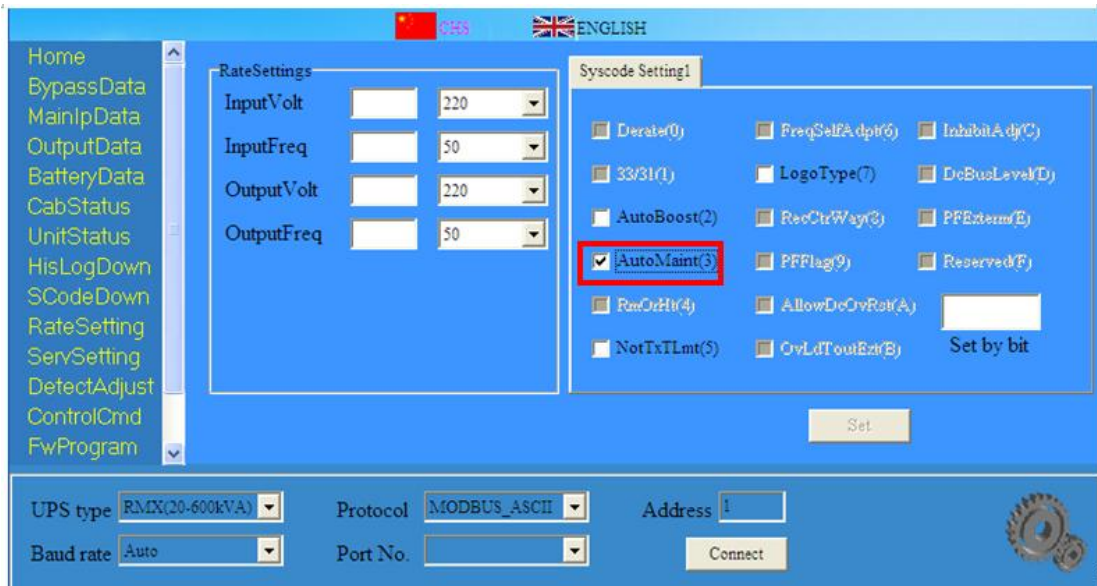 CHS ENGLISH
Home
BypassData
MainIpData
OutputData
BatteryData
CabStatus
UnitStatus
HisLogDown
SCodeDown
RateSetting
ServSetting
DetectAdjust
ControlCmd
FwProgram
RateSettings
InputVolt 220
InputFreq 50
OutputVolt 220
OutputFreq 50
Syscode Setting1
Derate(0) FreqSelfAdpt(6) InhibitAdj(C)
33/31(1) LogoType(7) DcBusLevel(D)
AutoBoost(2) RecCtrWay(8) PFExterm(E)
AutoMaint(3) PFFlag(9) Reserved(F)
RmOrHt(4) AllowDcOvRst(A)
NotTxTLmt(5) OvLdToutExt(B) Set by bit
Set
UPS type RMX(20-600kVA) Protocol MODBUS_ASCII Address 1
Baud rate Auto Port No. Connect